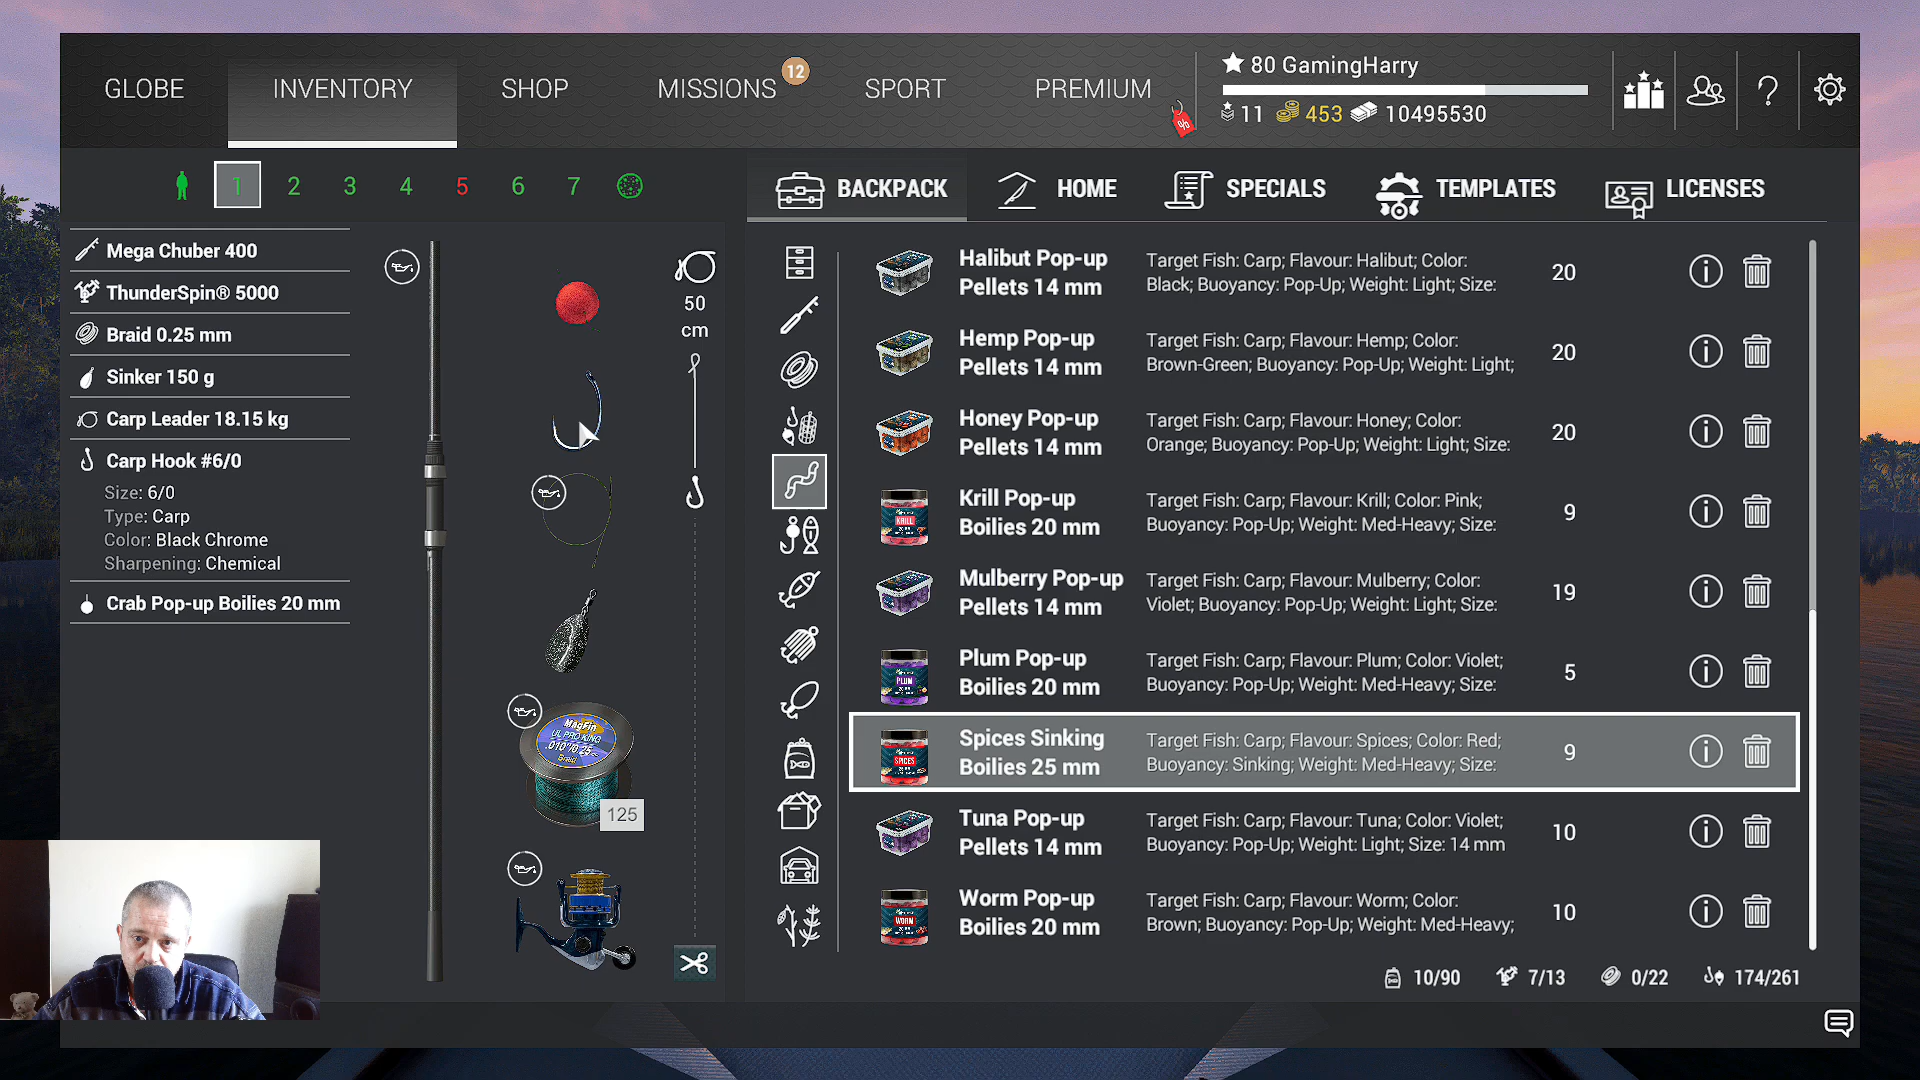 GLOBE
INVENTORY
SHOP
MISSIONS
12
SPORT
PREMIUM
%
80 GamingHarry
11 453 10495530
1 2 3 4 5 6 7
BACKPACK
HOME
SPECIALS
TEMPLATES
LICENSES
Mega Chuber 400
ThunderSpin® 5000
Braid 0.25 mm
Sinker 150 g
Carp Leader 18.15 kg
Carp Hook #6/0
Size: 6/0
Type: Carp
Color: Black Chrome
Sharpening: Chemical
Crab Pop-up Boilies 20 mm
50
cm
MagFin
UL PRO KING
.010"/0.25
Braid
125
Halibut Pop-up
Pellets 14 mm
Target Fish: Carp; Flavour: Halibut; Color:
Black; Buoyancy: Pop-Up; Weight: Light; Size:
20
Hemp Pop-up
Pellets 14 mm
Target Fish: Carp; Flavour: Hemp; Color:
Brown-Green; Buoyancy: Pop-Up; Weight: Light;
20
Honey Pop-up
Pellets 14 mm
Target Fish: Carp; Flavour: Honey; Color:
Orange; Buoyancy: Pop-Up; Weight: Light; Size:
20
KRILL
Krill Pop-up
Boilies 20 mm
Target Fish: Carp; Flavour: Krill; Color: Pink;
Buoyancy: Pop-Up; Weight: Med-Heavy; Size:
9
Mulberry Pop-up
Pellets 14 mm
Target Fish: Carp; Flavour: Mulberry; Color:
Violet; Buoyancy: Pop-Up; Weight: Light; Size:
19
PLUM
Plum Pop-up
Boilies 20 mm
Target Fish: Carp; Flavour: Plum; Color: Violet;
Buoyancy: Pop-Up; Weight: Med-Heavy; Size:
5
SPICES
Spices Sinking
Boilies 25 mm
Target Fish: Carp; Flavour: Spices; Color: Red;
Buoyancy: Sinking; Weight: Med-Heavy; Size:
9
Tuna Pop-up
Pellets 14 mm
Target Fish: Carp; Flavour: Tuna; Color: Violet;
Buoyancy: Pop-Up; Weight: Light; Size: 14 mm
10
WORM
Worm Pop-up
Boilies 20 mm
Target Fish: Carp; Flavour: Worm; Color:
Brown; Buoyancy: Pop-Up; Weight: Med-Heavy;
10
10/90 7/13 0/22 174/261